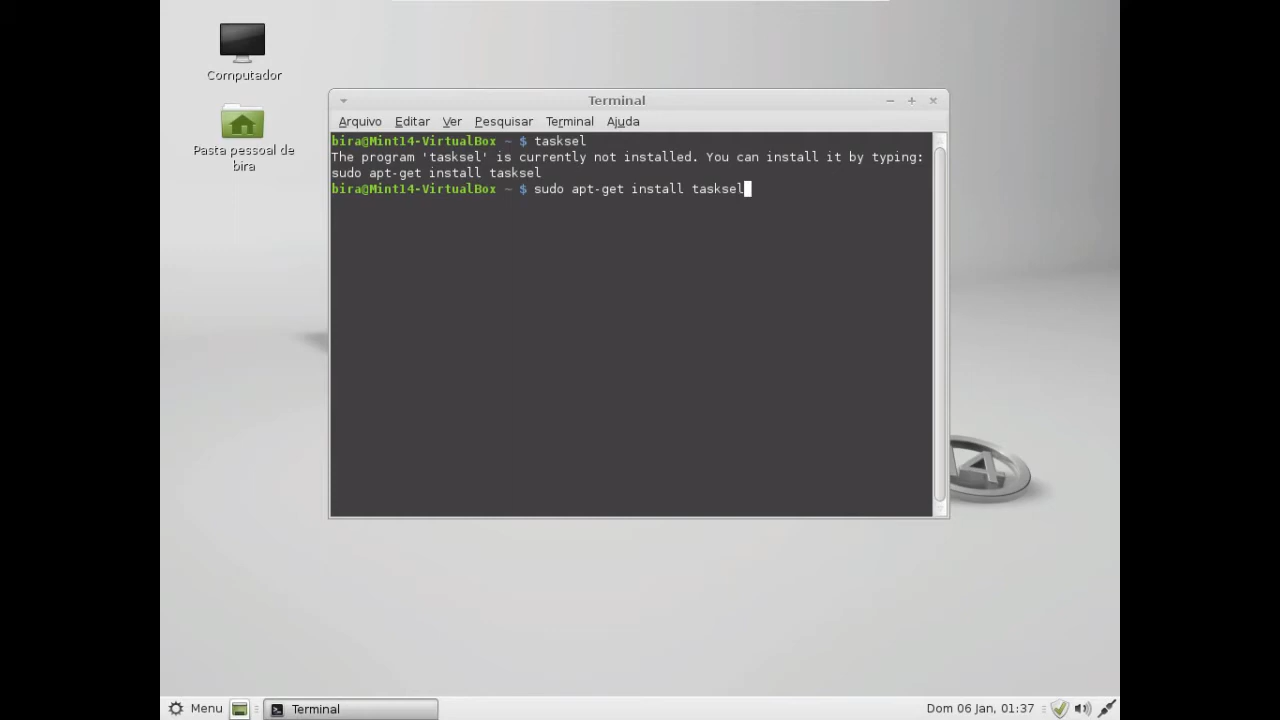 Computador
Pasta pessoal de
bira
Terminal
Arquivo Editar Ver Pesquisar Terminal Ajuda
bira@Mint14-VirtualBox ~ $ tasksel
The program 'tasksel' is currently not installed. You can install it by typing:
sudo apt-get install tasksel
bira@Mint14-VirtualBox ~ $ sudo apt-get install tasksel
14
Menu
Terminal
Dom 06 Jan, 01:37